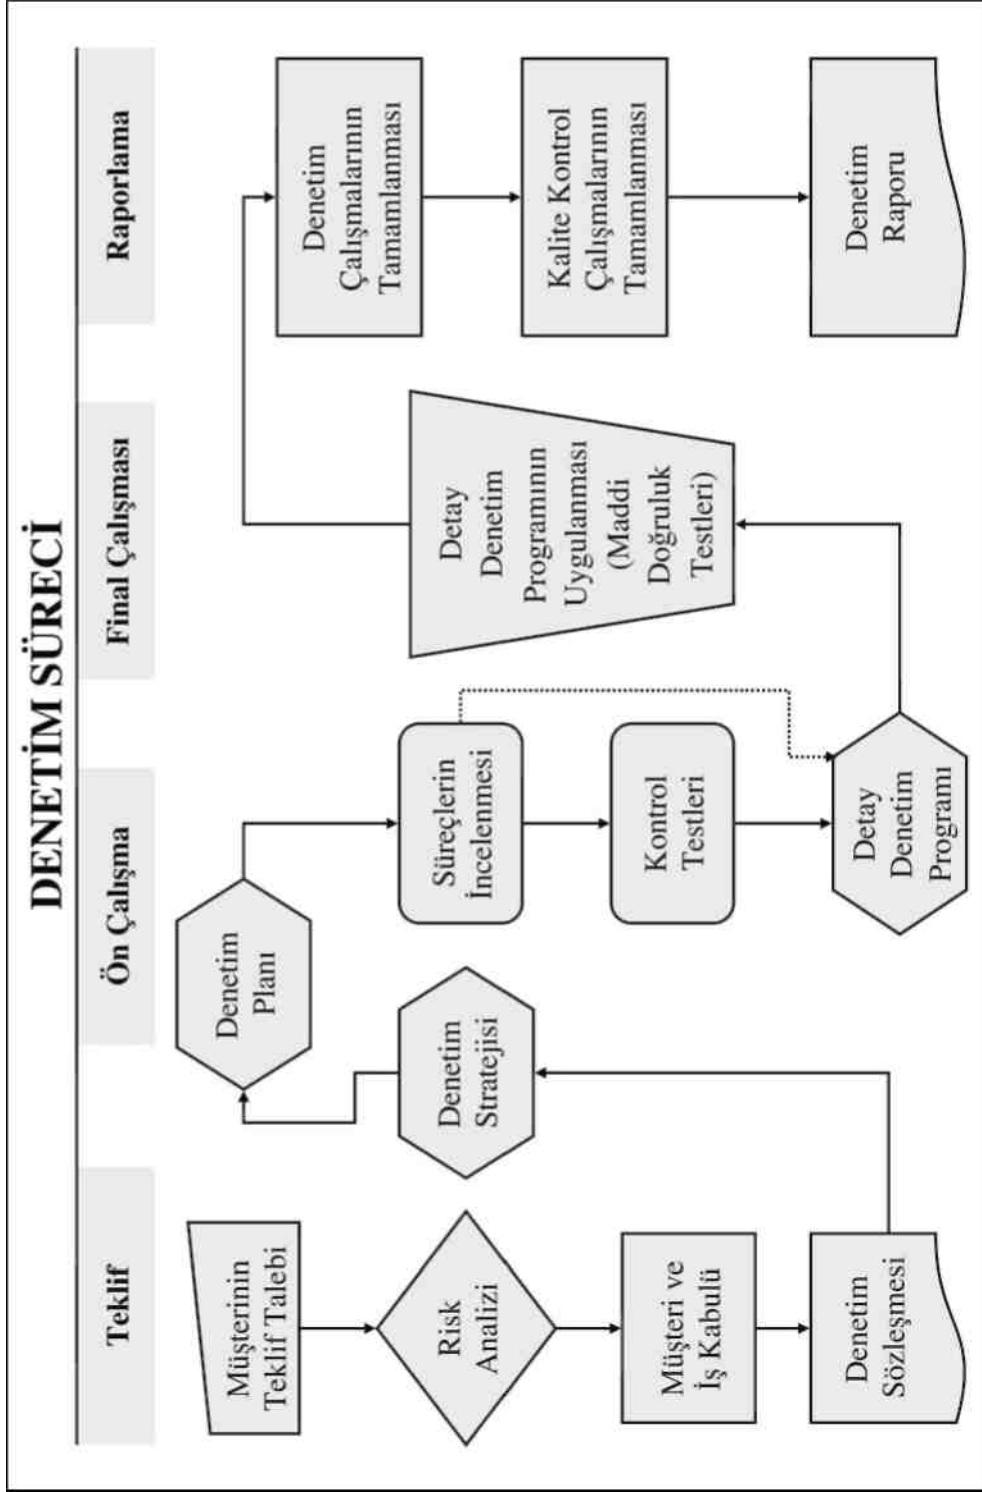 DENETİM SÜRECİ
Teklif
Ön Çalışma
Final Çalışması
Raporlama
Müşterinin
Teklif Talebi
Risk
Analizi
Müşteri ve
İş Kabulü
Denetim
Sözleşmesi
Denetim
Stratejisi
Denetim
Planı
Süreçlerin
İncelenmesi
Kontrol
Testleri
Detay
Denetim
Programı
Detay
Denetim
Programının
Uygulanması
(Maddi
Doğruluk
Testleri)
Denetim
Çalışmalarının
Tamamlanması
Kalite Kontrol
Çalışmalarının
Tamamlanması
Denetim
Raporu